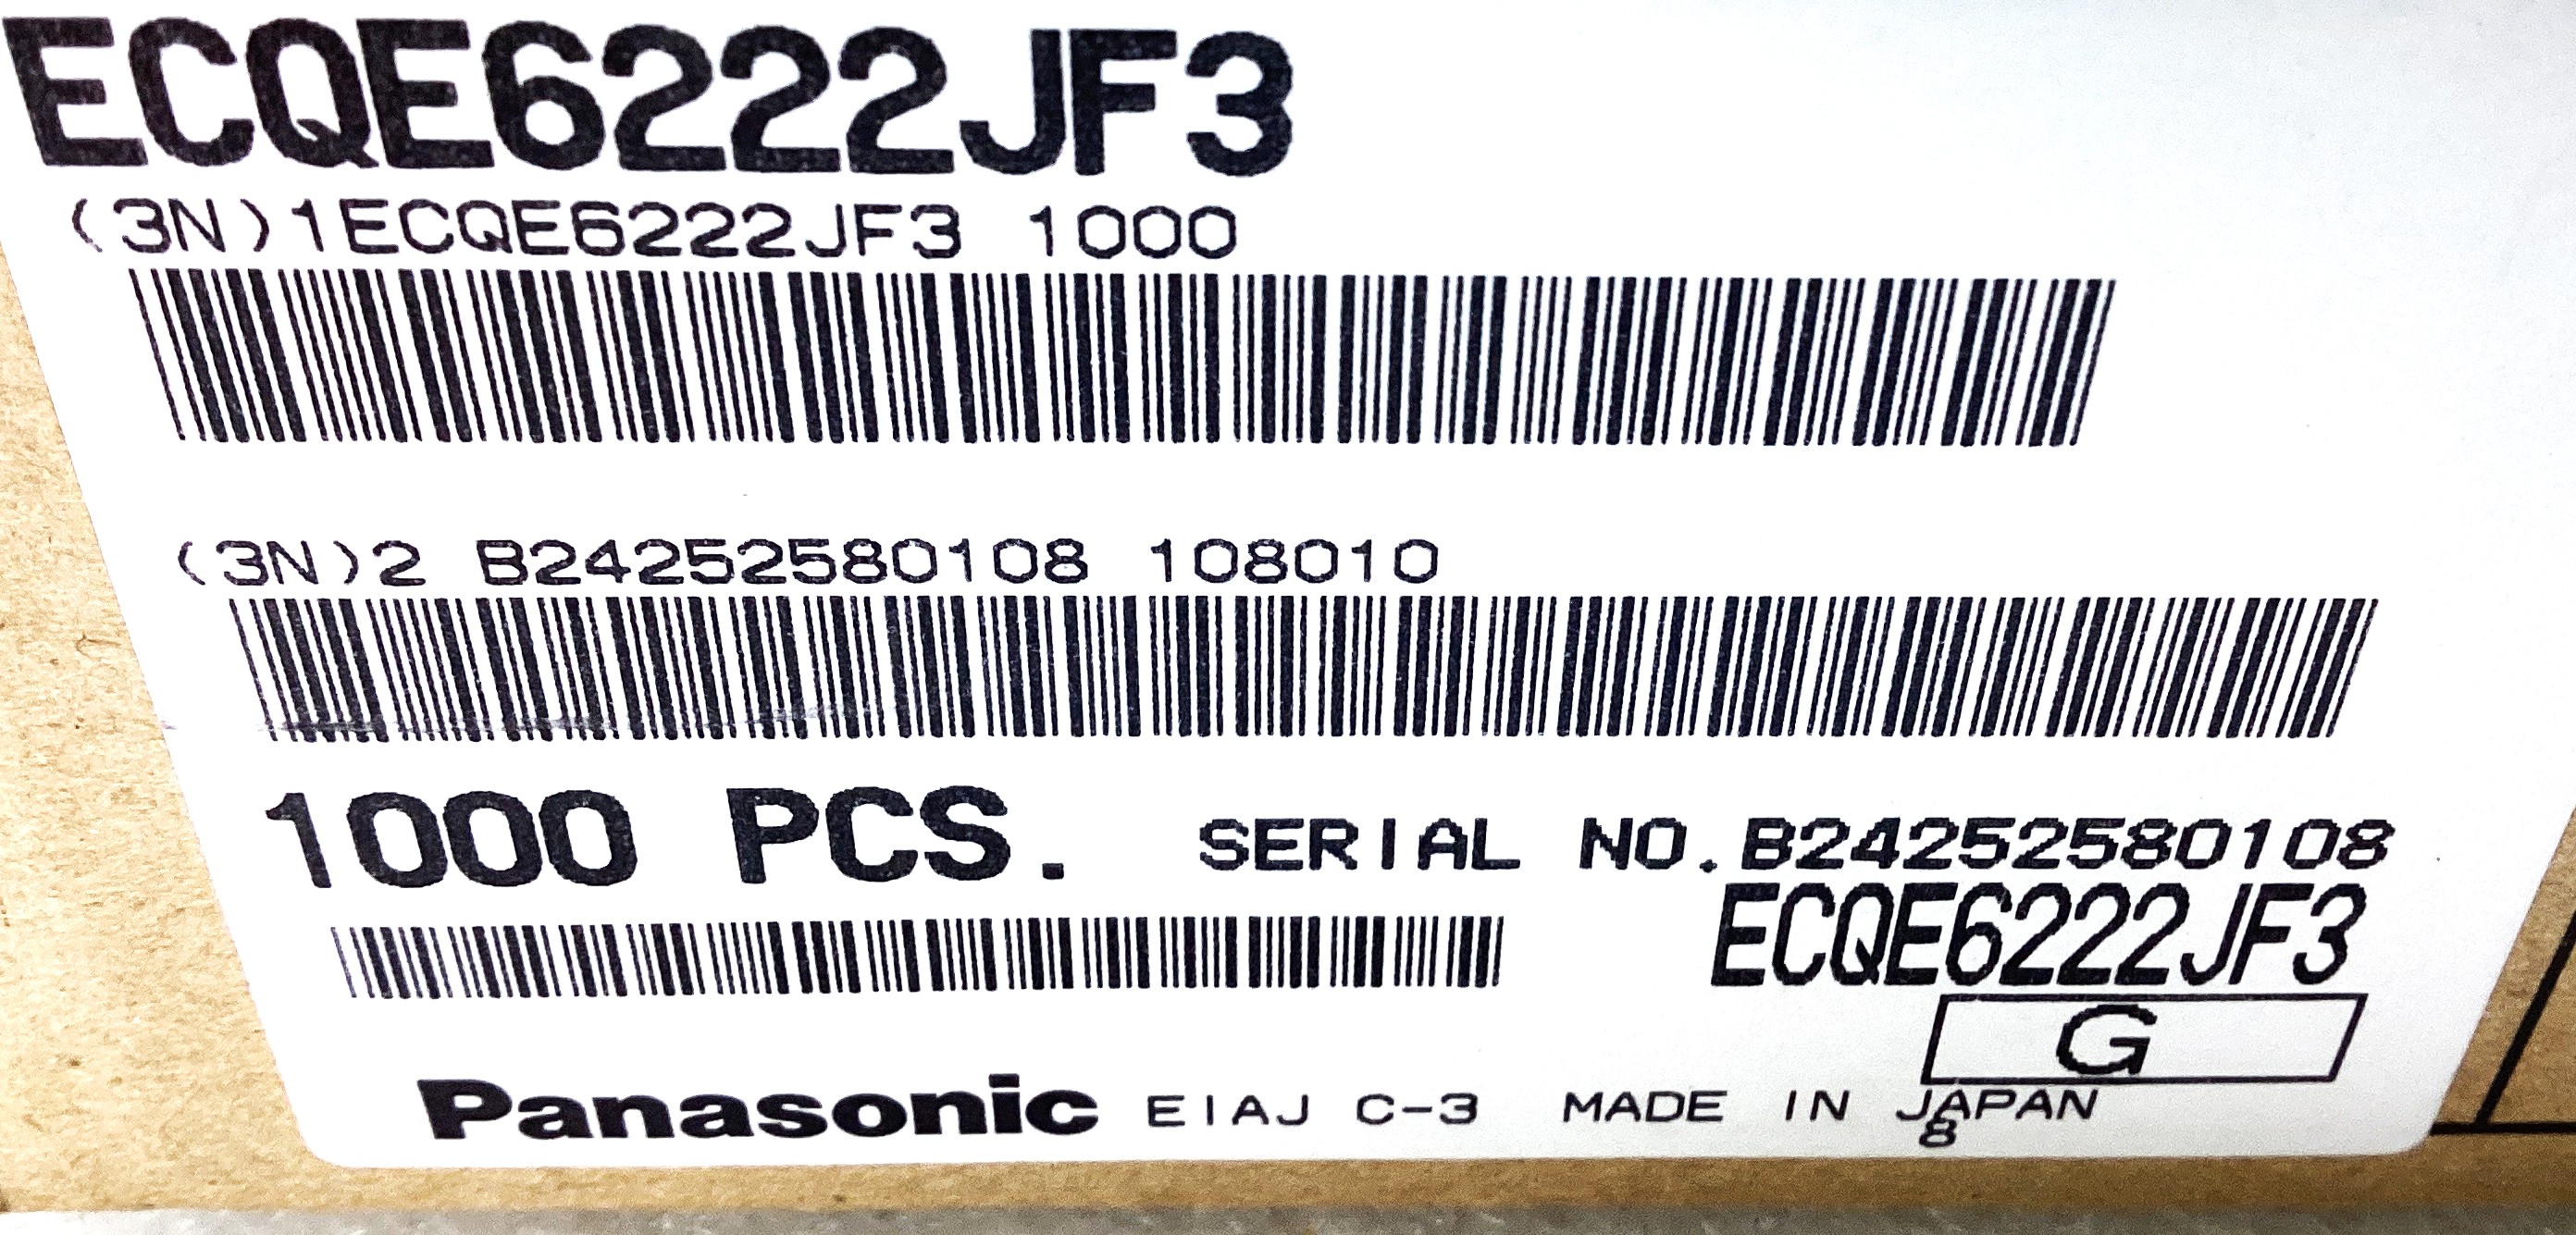 ECQE6222JF3
(3N)1ECQE6222JF3 1000
(3N)2 B24252580108 108010
1000 PCS. SERIAL NO.B24252580108
ECQE6222JF3
G
Panasonic EIAJ C-3 MADE IN JAPAN
8